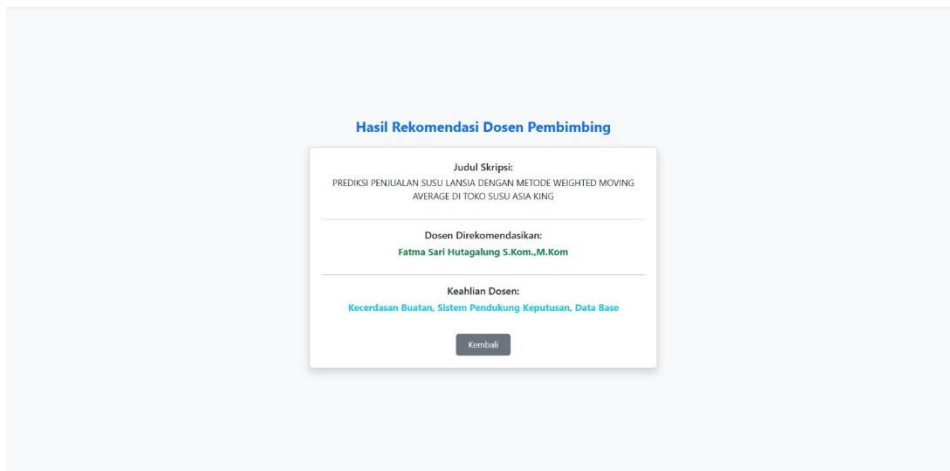 Hasil Rekomendasi Dosen Pembimbing
Judul Skripsi:
PREDIKSI PENJUALAN SUSU LANSIA DENGAN METODE WEIGHTED MOVING
AVERAGE DI TOKO SUSU ASIA KING
Dosen Direkomendasikan:
Fatma Sari Hutagalung S.Kom.,M.Kom
Keahlian Dosen:
Kecerdasan Buatan, Sistem Pendukung Keputusan, Data Base
Kembali